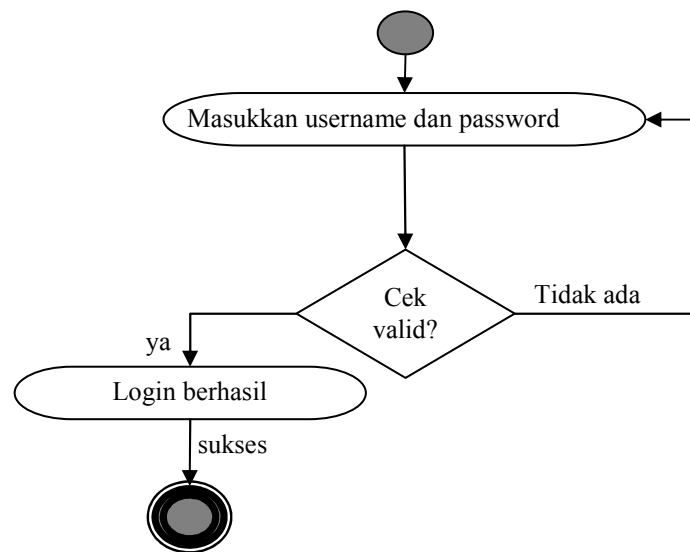 Masukkan username dan password
Cek
valid?
Tidak ada
ya
Login berhasil
sukses